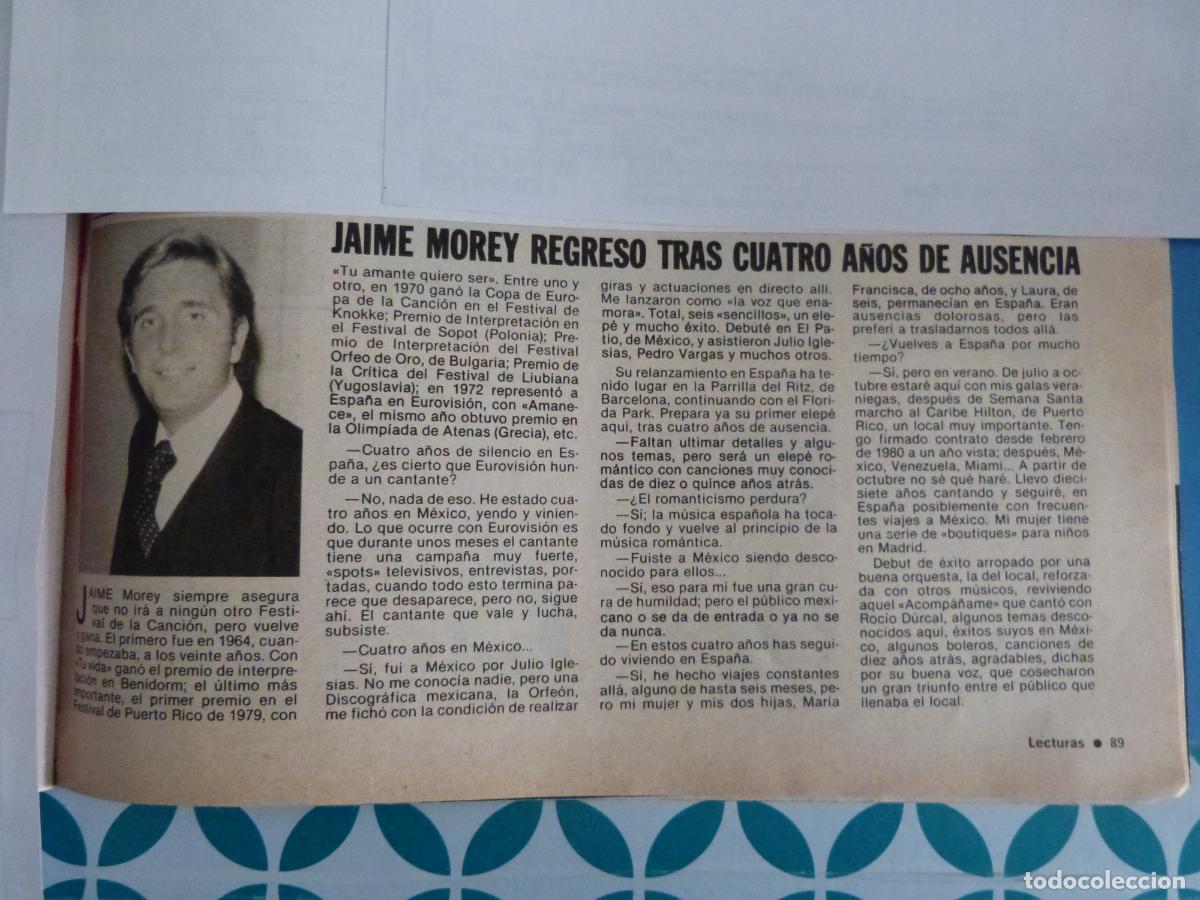 JAIME MOREY REGRESO TRAS CUATRO AÑOS DE AUSENCIA
JAIME Morey siempre asegura
que no irá a ningún otro Festi-
val de la Canción, pero vuelve
y gana. El primero fue en 1964, cuan-
do empezaba, a los veinte años. Con
«Tu vida» ganó el premio de interpre-
tación en Benidorm; el último más
importante, el primer premio en el
Festival de Puerto Rico de 1979, con
«Tu amante quiero ser». Entre uno y
otro, en 1970 ganó la Copa de Euro-
pa de la Canción en el Festival de
Knokke; Premio de Interpretación en
el Festival de Sopot (Polonia); Pre-
mio de Interpretación del Festival
Orfeo de Oro, de Bulgaria; Premio de
la Crítica del Festival de Liubiana
(Yugoslavia); en 1972 representó a
España en Eurovisión, con «Amane-
ce», el mismo año obtuvo premio en
la Olimpíada de Atenas (Grecia), etc.
—Cuatro años de silencio en Es-
paña, ¿es cierto que Eurovisión hun-
de a un cantante?
—No, nada de eso. He estado cua-
tro años en México, yendo y vinien-
do. Lo que ocurre con Eurovisión es
que durante unos meses el cantante
tiene una campaña muy fuerte,
«spots» televisivos, entrevistas, por-
tadas, cuando todo esto termina pa-
rece que desaparece, pero no, sigue
ahí. El cantante que vale y lucha,
subsiste.
—Cuatro años en México...
—Sí, fui a México por Julio Igle-
sias. No me conocía nadie, pero una
Discográfica mexicana, la Orfeón,
me fichó con la condición de realizar
giras y actuaciones en directo allí.
Me lanzaron como «la voz que ena-
mora». Total, seis «sencillos», un ele-
pé y mucho éxito. Debuté en El Pa-
tio, de México, y asistieron Julio Igle-
sias, Pedro Vargas y muchos otros.
Su relanzamiento en España ha te-
nido lugar en la Parrilla del Ritz, de
Barcelona, continuando con el Flori-
da Park. Prepara ya su primer elepé
aquí, tras cuatro años de ausencia.
—Faltan ultimar detalles y algu-
nos temas, pero será un elepé ro-
mántico con canciones muy conoci-
das de diez o quince años atrás.
—¿El romanticismo perdura?
—Sí; la música española ha toca-
do fondo y vuelve al principio de la
música romántica.
—Fuiste a México siendo desco-
nocido para ellos...
—Sí, eso para mí fue una gran cu-
ra de humildad; pero el público mexi-
cano o se da de entrada o ya no se
da nunca.
—En estos cuatro años has segui-
do viviendo en España.
—Sí, he hecho viajes constantes
allá, alguno de hasta seis meses, pe-
ro mi mujer y mis dos hijas, María
Francisca, de ocho años, y Laura, de
seis, permanecían en España. Eran
ausencias dolorosas, pero las
preferí a trasladarnos todos allá.
—¿Vuelves a España por mucho
tiempo?
—Sí, pero en verano. De julio a oc-
tubre estaré aquí con mis galas vera-
niegas, después de Semana Santa
marcho al Caribe Hilton, de Puerto
Rico, un local muy importante. Ten-
go firmado contrato desde febrero
de 1980 a un año vista; después, Mé-
xico, Venezuela, Miami... A partir de
octubre no sé qué haré. Llevo dieci-
siete años cantando y seguiré, en
España posiblemente con frecuen-
tes viajes a México. Mi mujer tiene
una serie de «boutiques» para niños
en Madrid.
Debut de éxito arropado por una
buena orquesta, la del local, reforza-
da con otros músicos, reviviendo
aquel «Acompáñame» que cantó con
Rocío Dúrcal, algunos temas desco-
nocidos aquí, éxitos suyos en Méxi-
co, algunos boleros, canciones de
diez años atrás, agradables, dichas
por su buena voz, que cosecharon
un gran triunfo entre el público que
llenaba el local.
Lecturas ● 89
todocoleccion